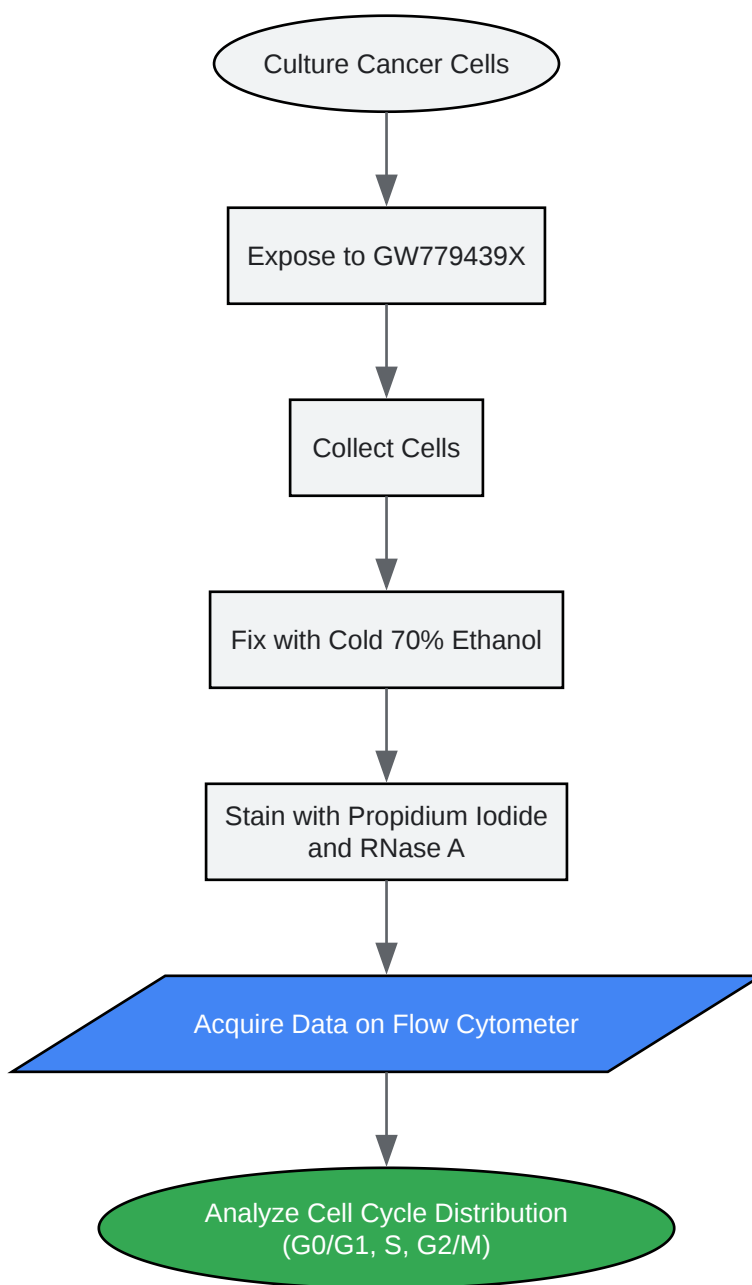 Culture Cancer Cells
Expose to GW779439X
Collect Cells
Fix with Cold 70% Ethanol
Stain with Propidium Iodide
and RNase A
Acquire Data on Flow Cytometer
Analyze Cell Cycle Distribution
(G0/G1, S, G2/M)